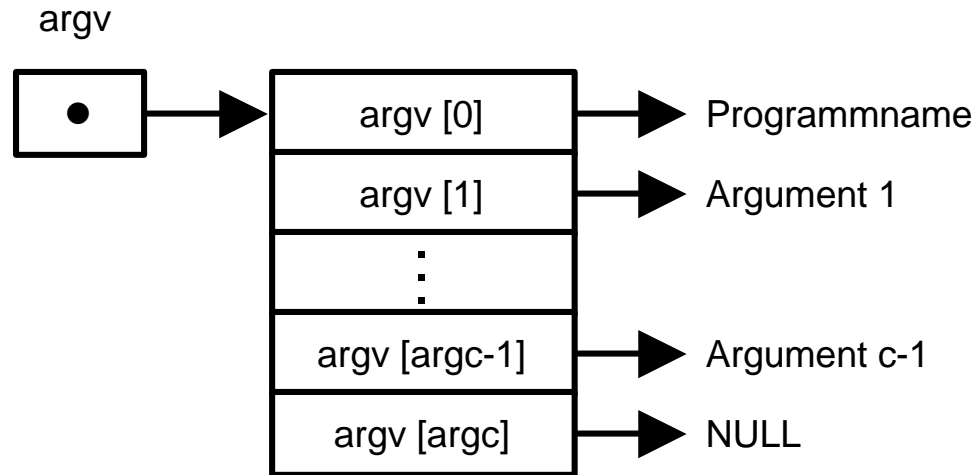 argv
argv [0] Programmname
argv [1] Argument 1
argv [argc-1] Argument c-1
argv [argc] NULL